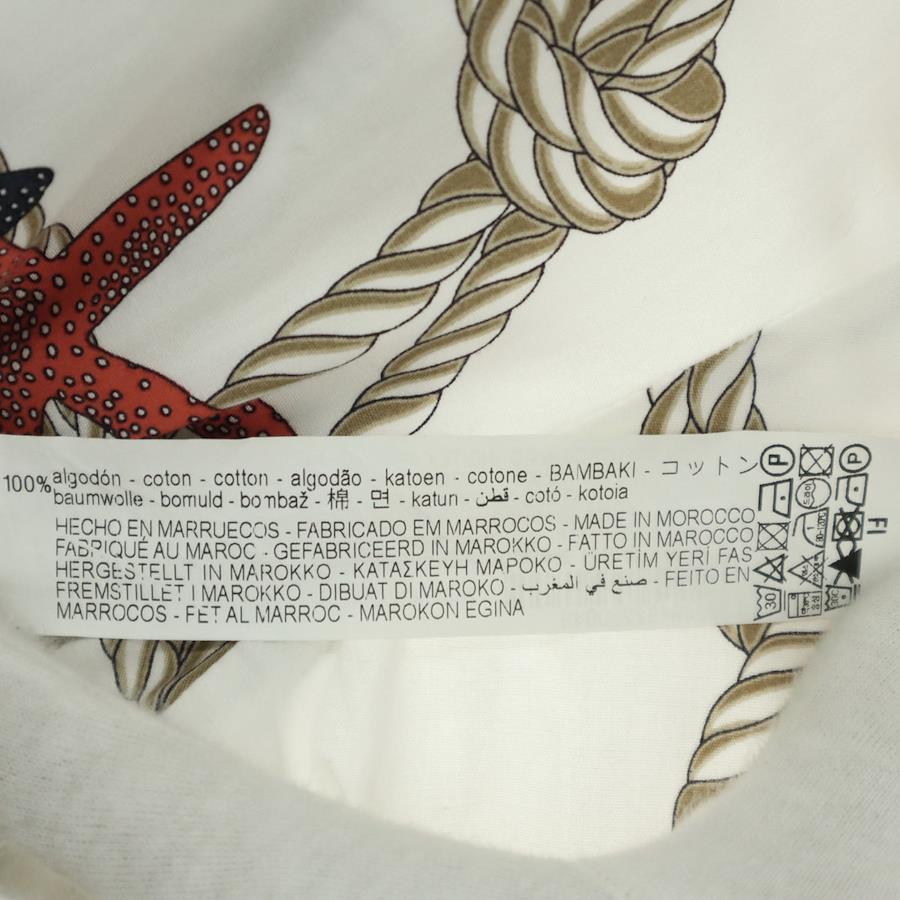 100% algodón - coton - cotton - algodão - katoen - cotone - BAMBAKI - コットン
baumwolle - bomuld - bombaž - 棉 - 면 - katun - قطن - cotó - kotoia
HECHO EN MARRUECOS - FABRICADO EM MARROCOS - MADE IN MOROCCO
FABRIQUÉ AU MAROC - GEFABRICEERD IN MAROKKO - FATTO IN MAROCCO
HERGESTELLT IN MAROKKO - ΚΑΤΑΣΚΕΥΗ ΜΑΡΟΚΟ - ÜRETİM YERİ FAS
FREMSTILLET I MAROKKO - DIBUAT DI MAROKO - صنع في المغرب - FEITO EN
MARROCOS - FET AL MARROC - MAROKON EGINA
P
P
30
FI